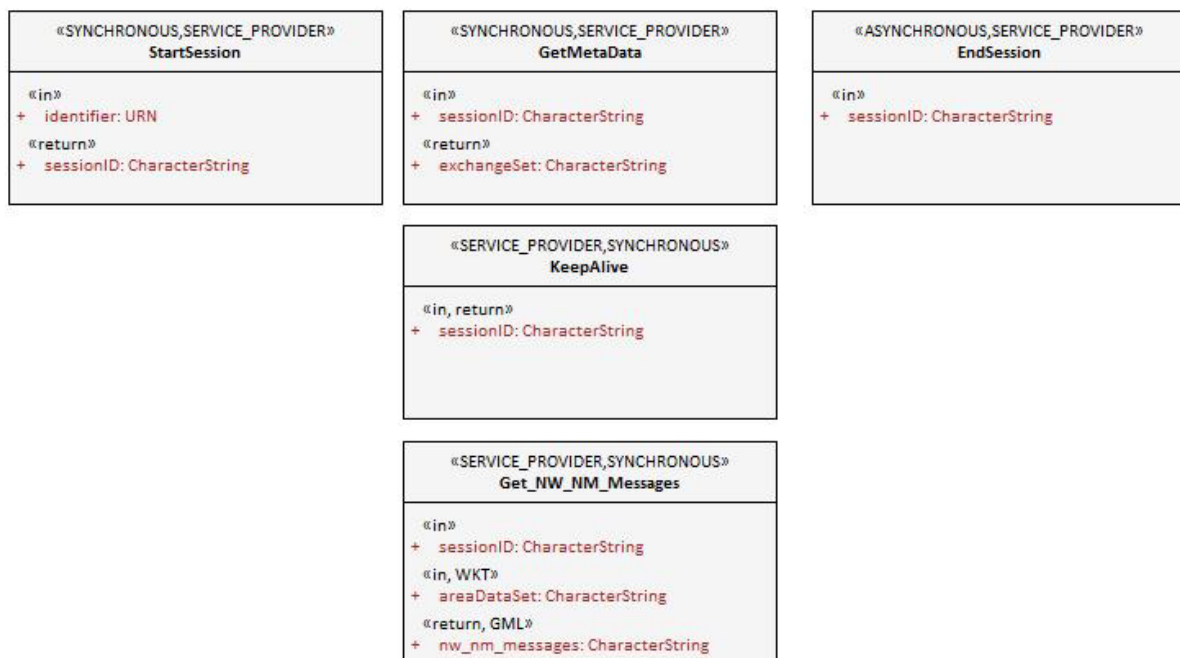 «SYNCHRONOUS,SERVICE_PROVIDER»
StartSession
«in»
+ identifier: URN
«return»
+ sessionID: CharacterString
«SYNCHRONOUS,SERVICE_PROVIDER»
GetMetaData
«in»
+ sessionID: CharacterString
«return»
+ exchangeSet: CharacterString
«ASYNCHRONOUS,SERVICE_PROVIDER»
EndSession
«in»
+ sessionID: CharacterString
«SERVICE_PROVIDER,SYNCHRONOUS»
KeepAlive
«in, return»
+ sessionID: CharacterString
«SERVICE_PROVIDER,SYNCHRONOUS»
Get_NW_NM_Messages
«in»
+ sessionID: CharacterString
«in, WKT»
+ areaDataSet: CharacterString
«return, GML»
+ nw_nm_messages: CharacterString